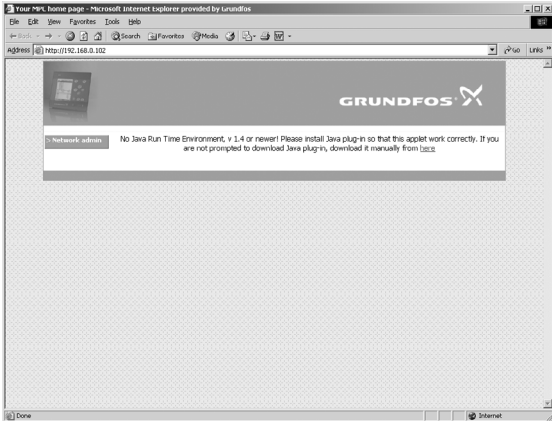 Your MPC home page - Microsoft Internet Explorer provided by Grundfos
File Edit View Favorites Tools Help
Back Search Favorites Media
Address http://192.168.0.102 Go Links »
GRUNDFOS
> Network admin
No Java Run Time Environment, v 1.4 or newer! Please install Java plug-in so that this applet work correctly. If you
are not prompted to download Java plug-in, download it manually from here
Done Internet